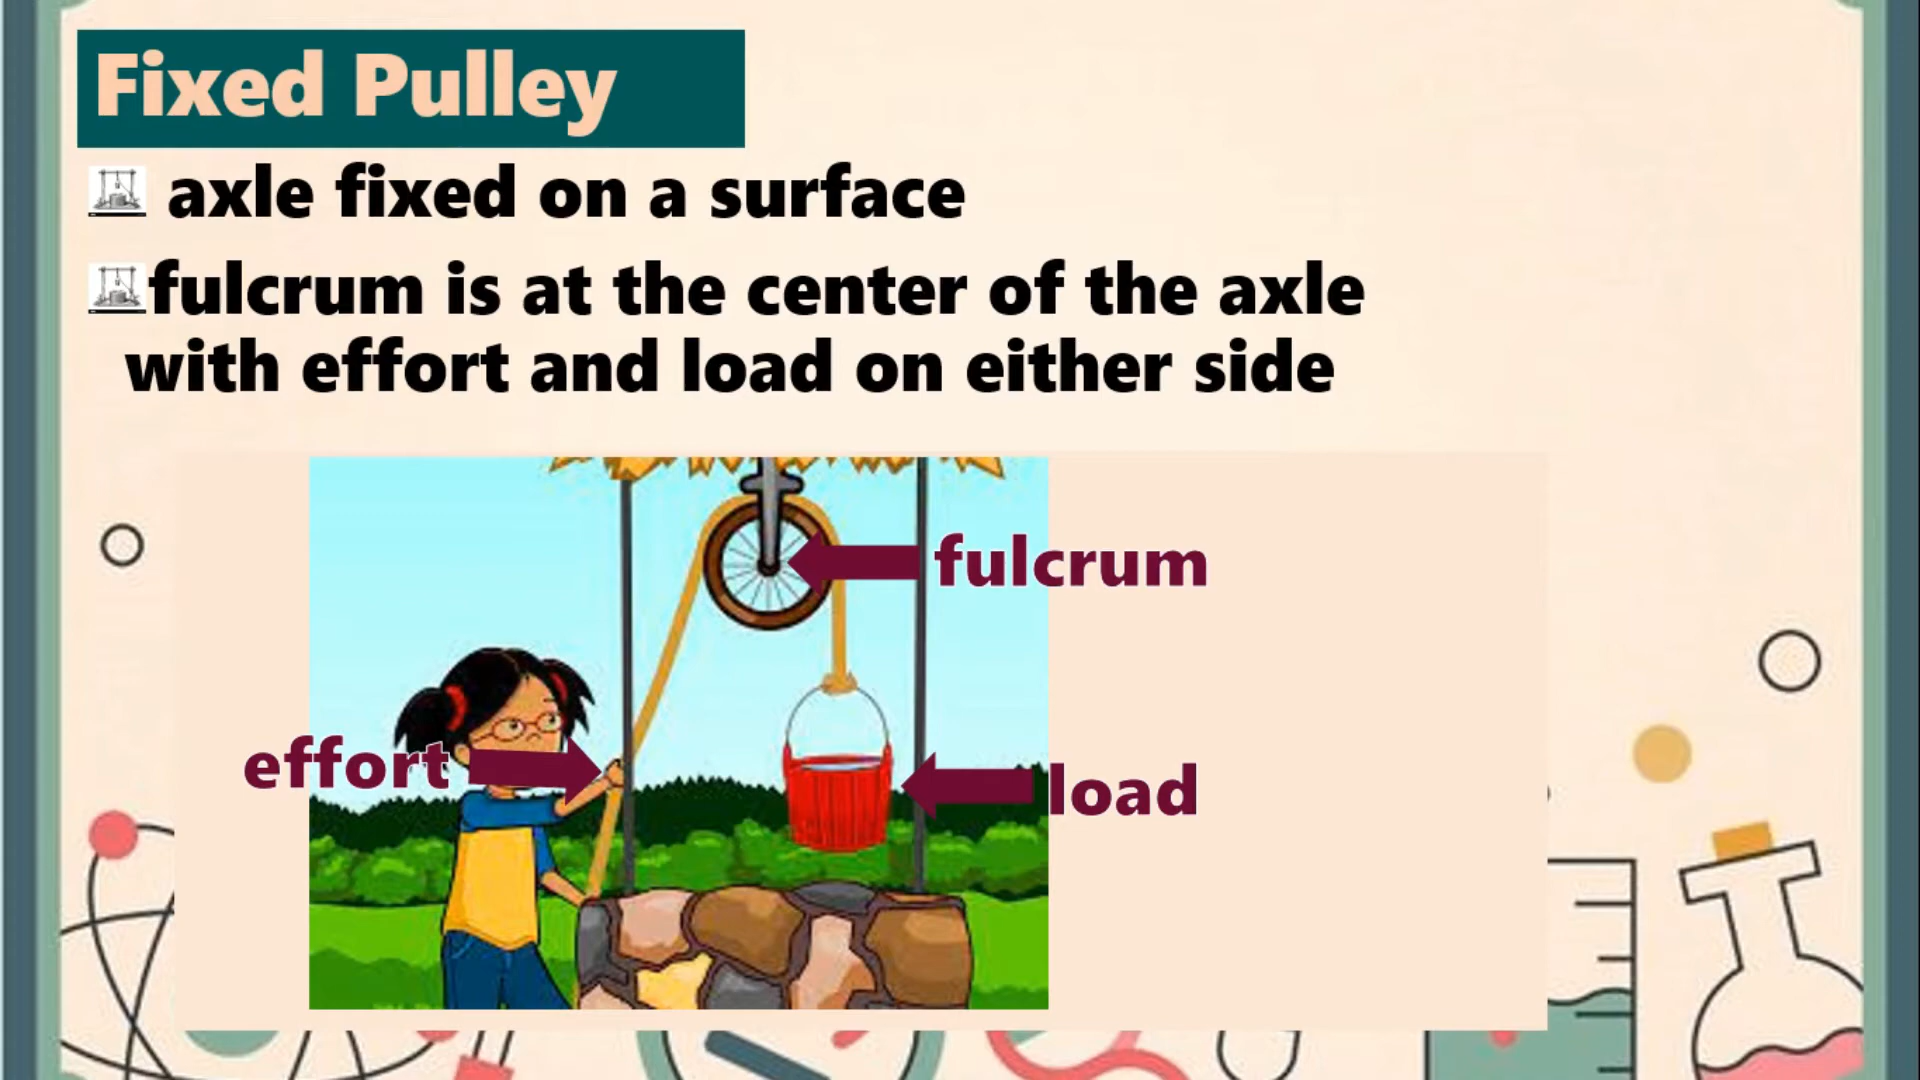 Fixed Pulley
axle fixed on a surface
fulcrum is at the center of the axle
with effort and load on either side
fulcrum
effort
load